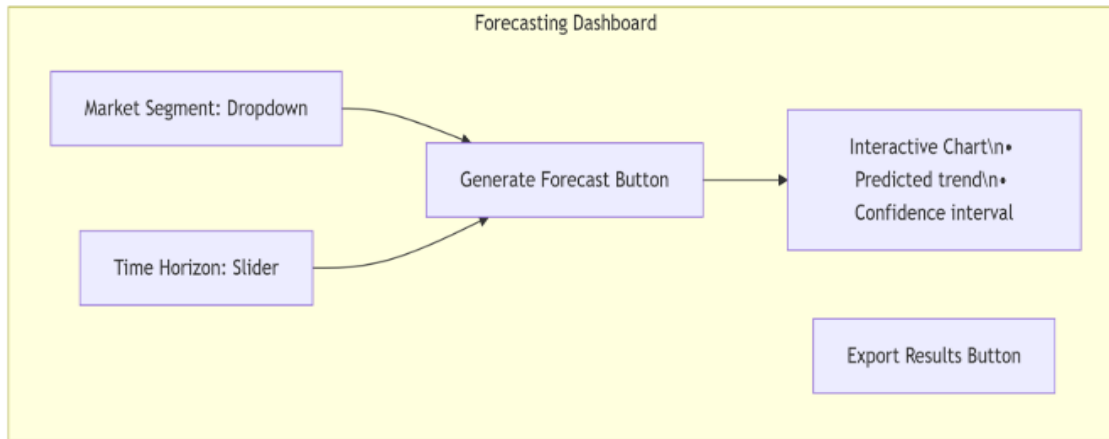 Forecasting Dashboard
Market Segment: Dropdown
Time Horizon: Slider
Generate Forecast Button
Interactive Chart\n•
Predicted trend\n•
Confidence interval
Export Results Button